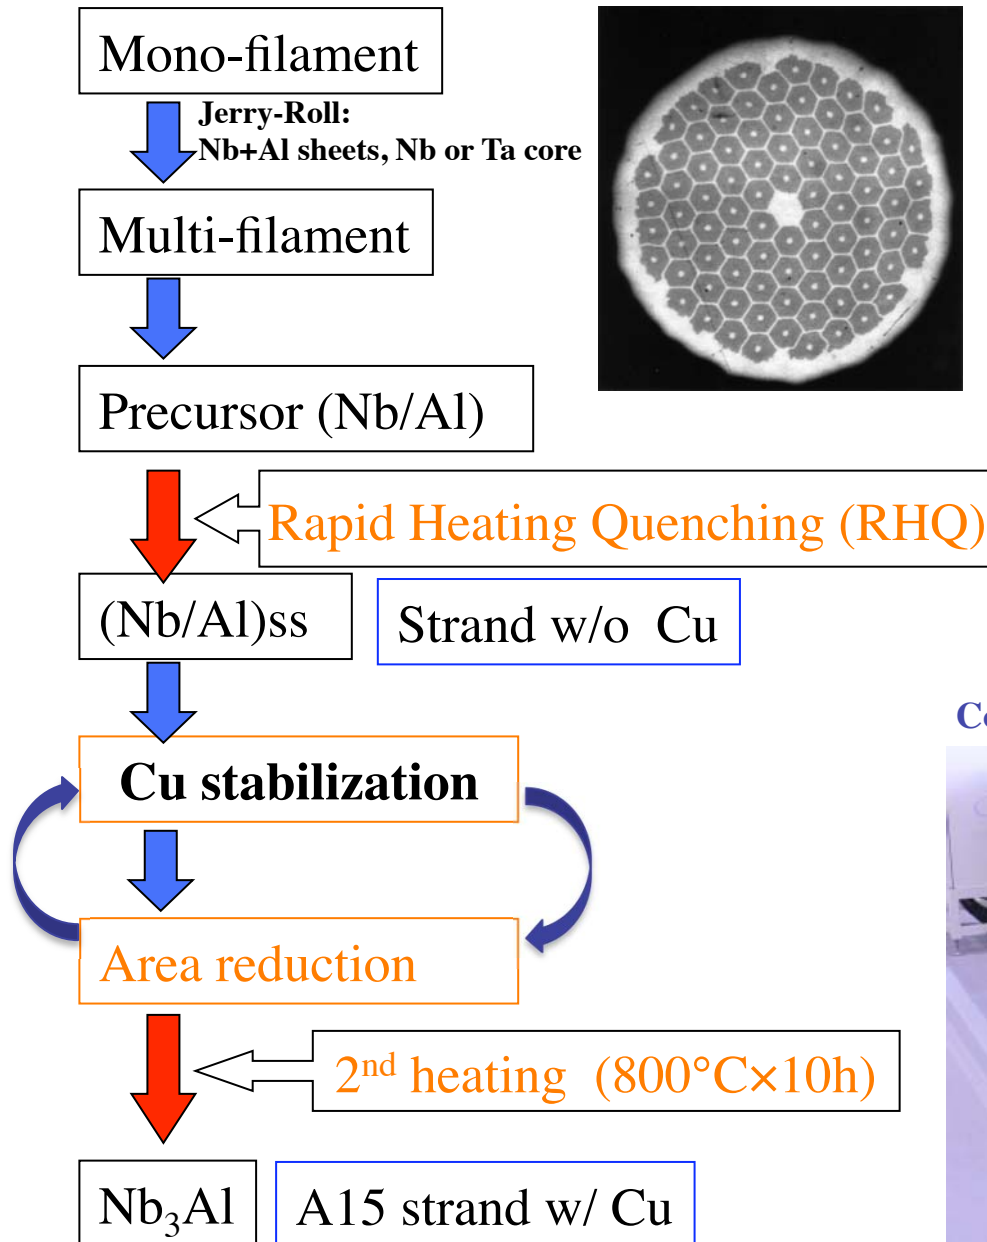 Mono-filament
Jerry-Roll:
Nb+Al sheets, Nb or Ta core
Multi-filament
Precursor (Nb/Al)
Rapid Heating Quenching (RHQ)
(Nb/Al)ss
Strand w/o Cu
Cu stabilization
Area reduction
2nd heating (800°C×10h)
Nb₃Al
A15 strand w/ Cu